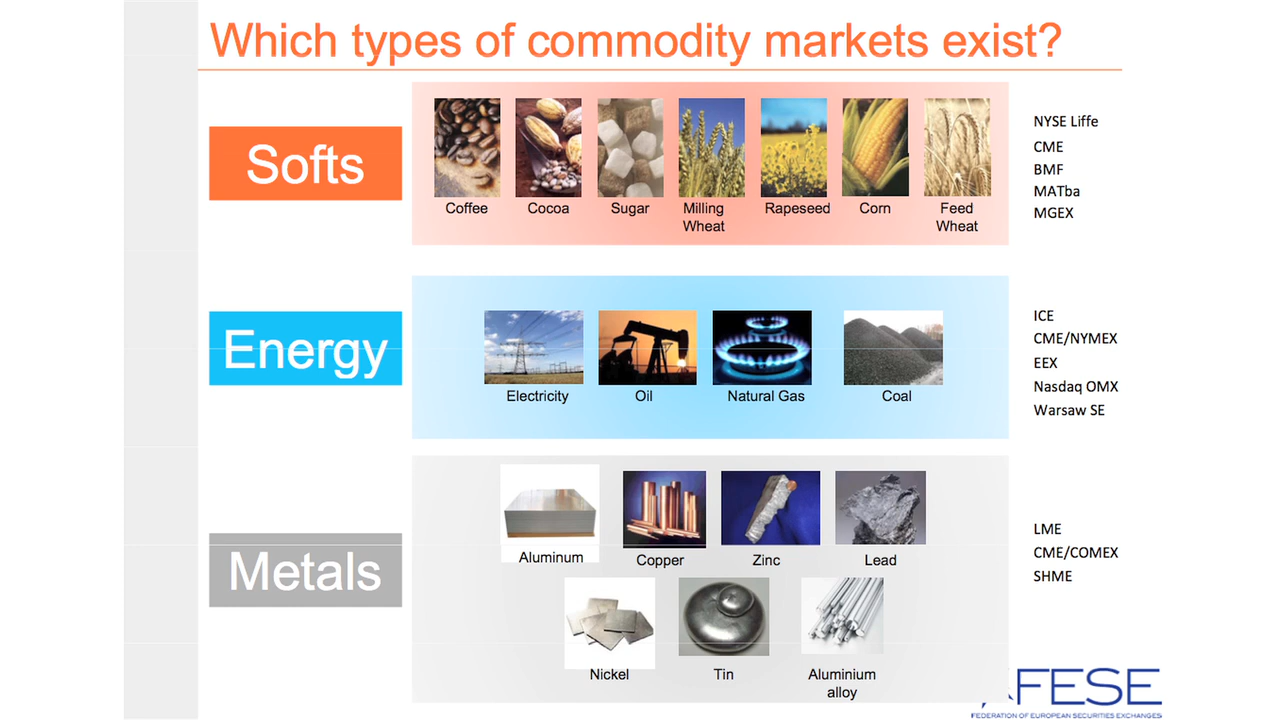 Which types of commodity markets exist?
Softs
Coffee
Cocoa
Sugar
Milling
Wheat
Rapeseed
Corn
Feed
Wheat
NYSE Liffe
CME
BMF
MATba
MGEX
Energy
Electricity
Oil
Natural Gas
Coal
ICE
CME/NYMEX
EEX
Nasdaq OMX
Warsaw SE
Metals
Aluminum
Copper
Zinc
Lead
Nickel
Tin
Aluminium
alloy
LME
CME/COMEX
SHME
FESE
FEDERATION OF EUROPEAN SECURITIES EXCHANGES